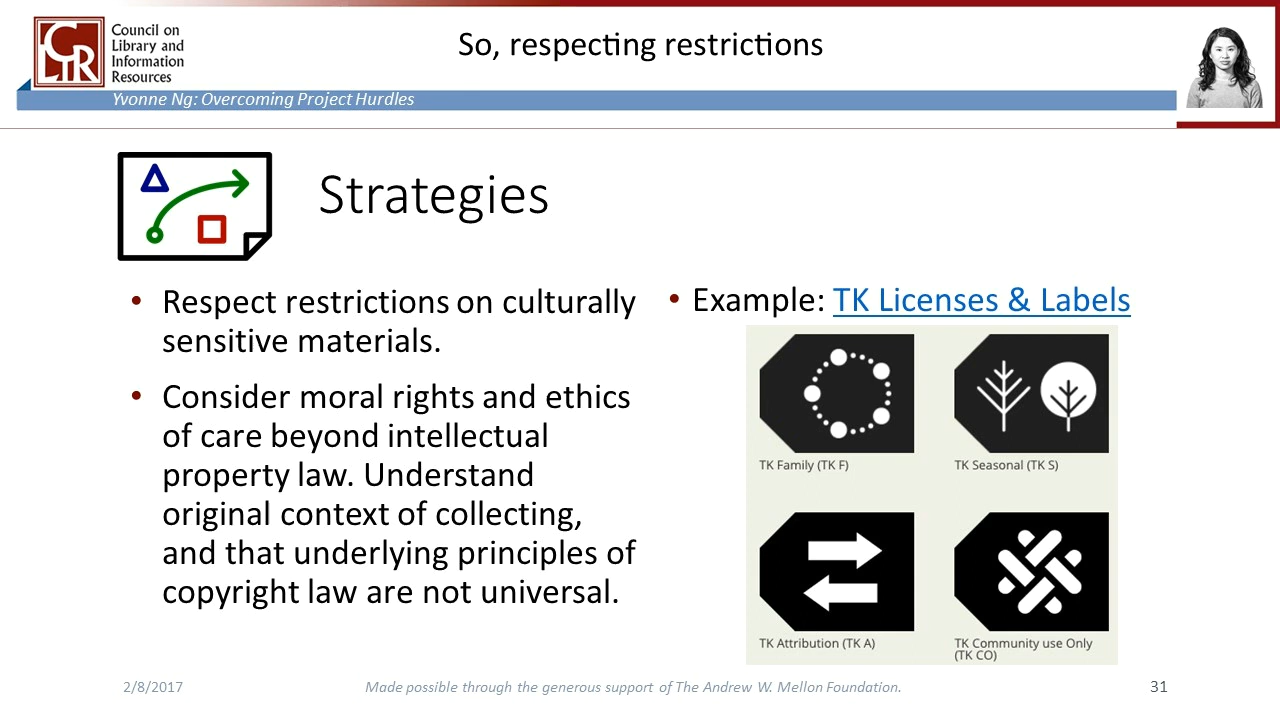 So, respecting restrictions
CLIR
Council on
Library and
Information
Resources
Yvonne Ng: Overcoming Project Hurdles
Strategies
• Respect restrictions on culturally
sensitive materials.
• Consider moral rights and ethics
of care beyond intellectual
property law. Understand
original context of collecting,
and that underlying principles of
copyright law are not universal.
• Example: TK Licenses & Labels
TK Family (TK F)
TK Seasonal (TK S)
TK Attribution (TK A)
TK Community use Only
(TK CO)
2/8/2017
Made possible through the generous support of The Andrew W. Mellon Foundation.
31